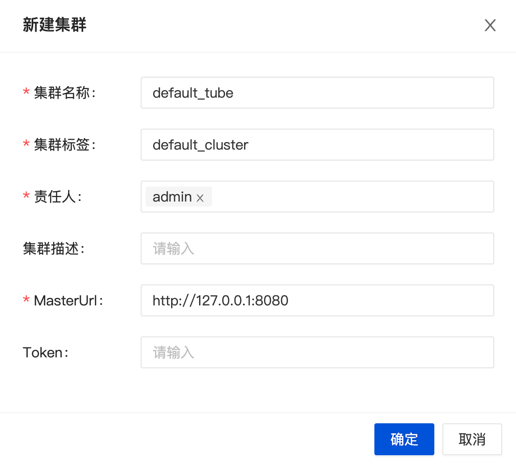 新建集群
* 集群名称： default_tube
* 集群标签： default_cluster
* 责任人： admin ×
集群描述： 请输入
* MasterUrl： http://127.0.0.1:8080
Token： 请输入
确定 取消